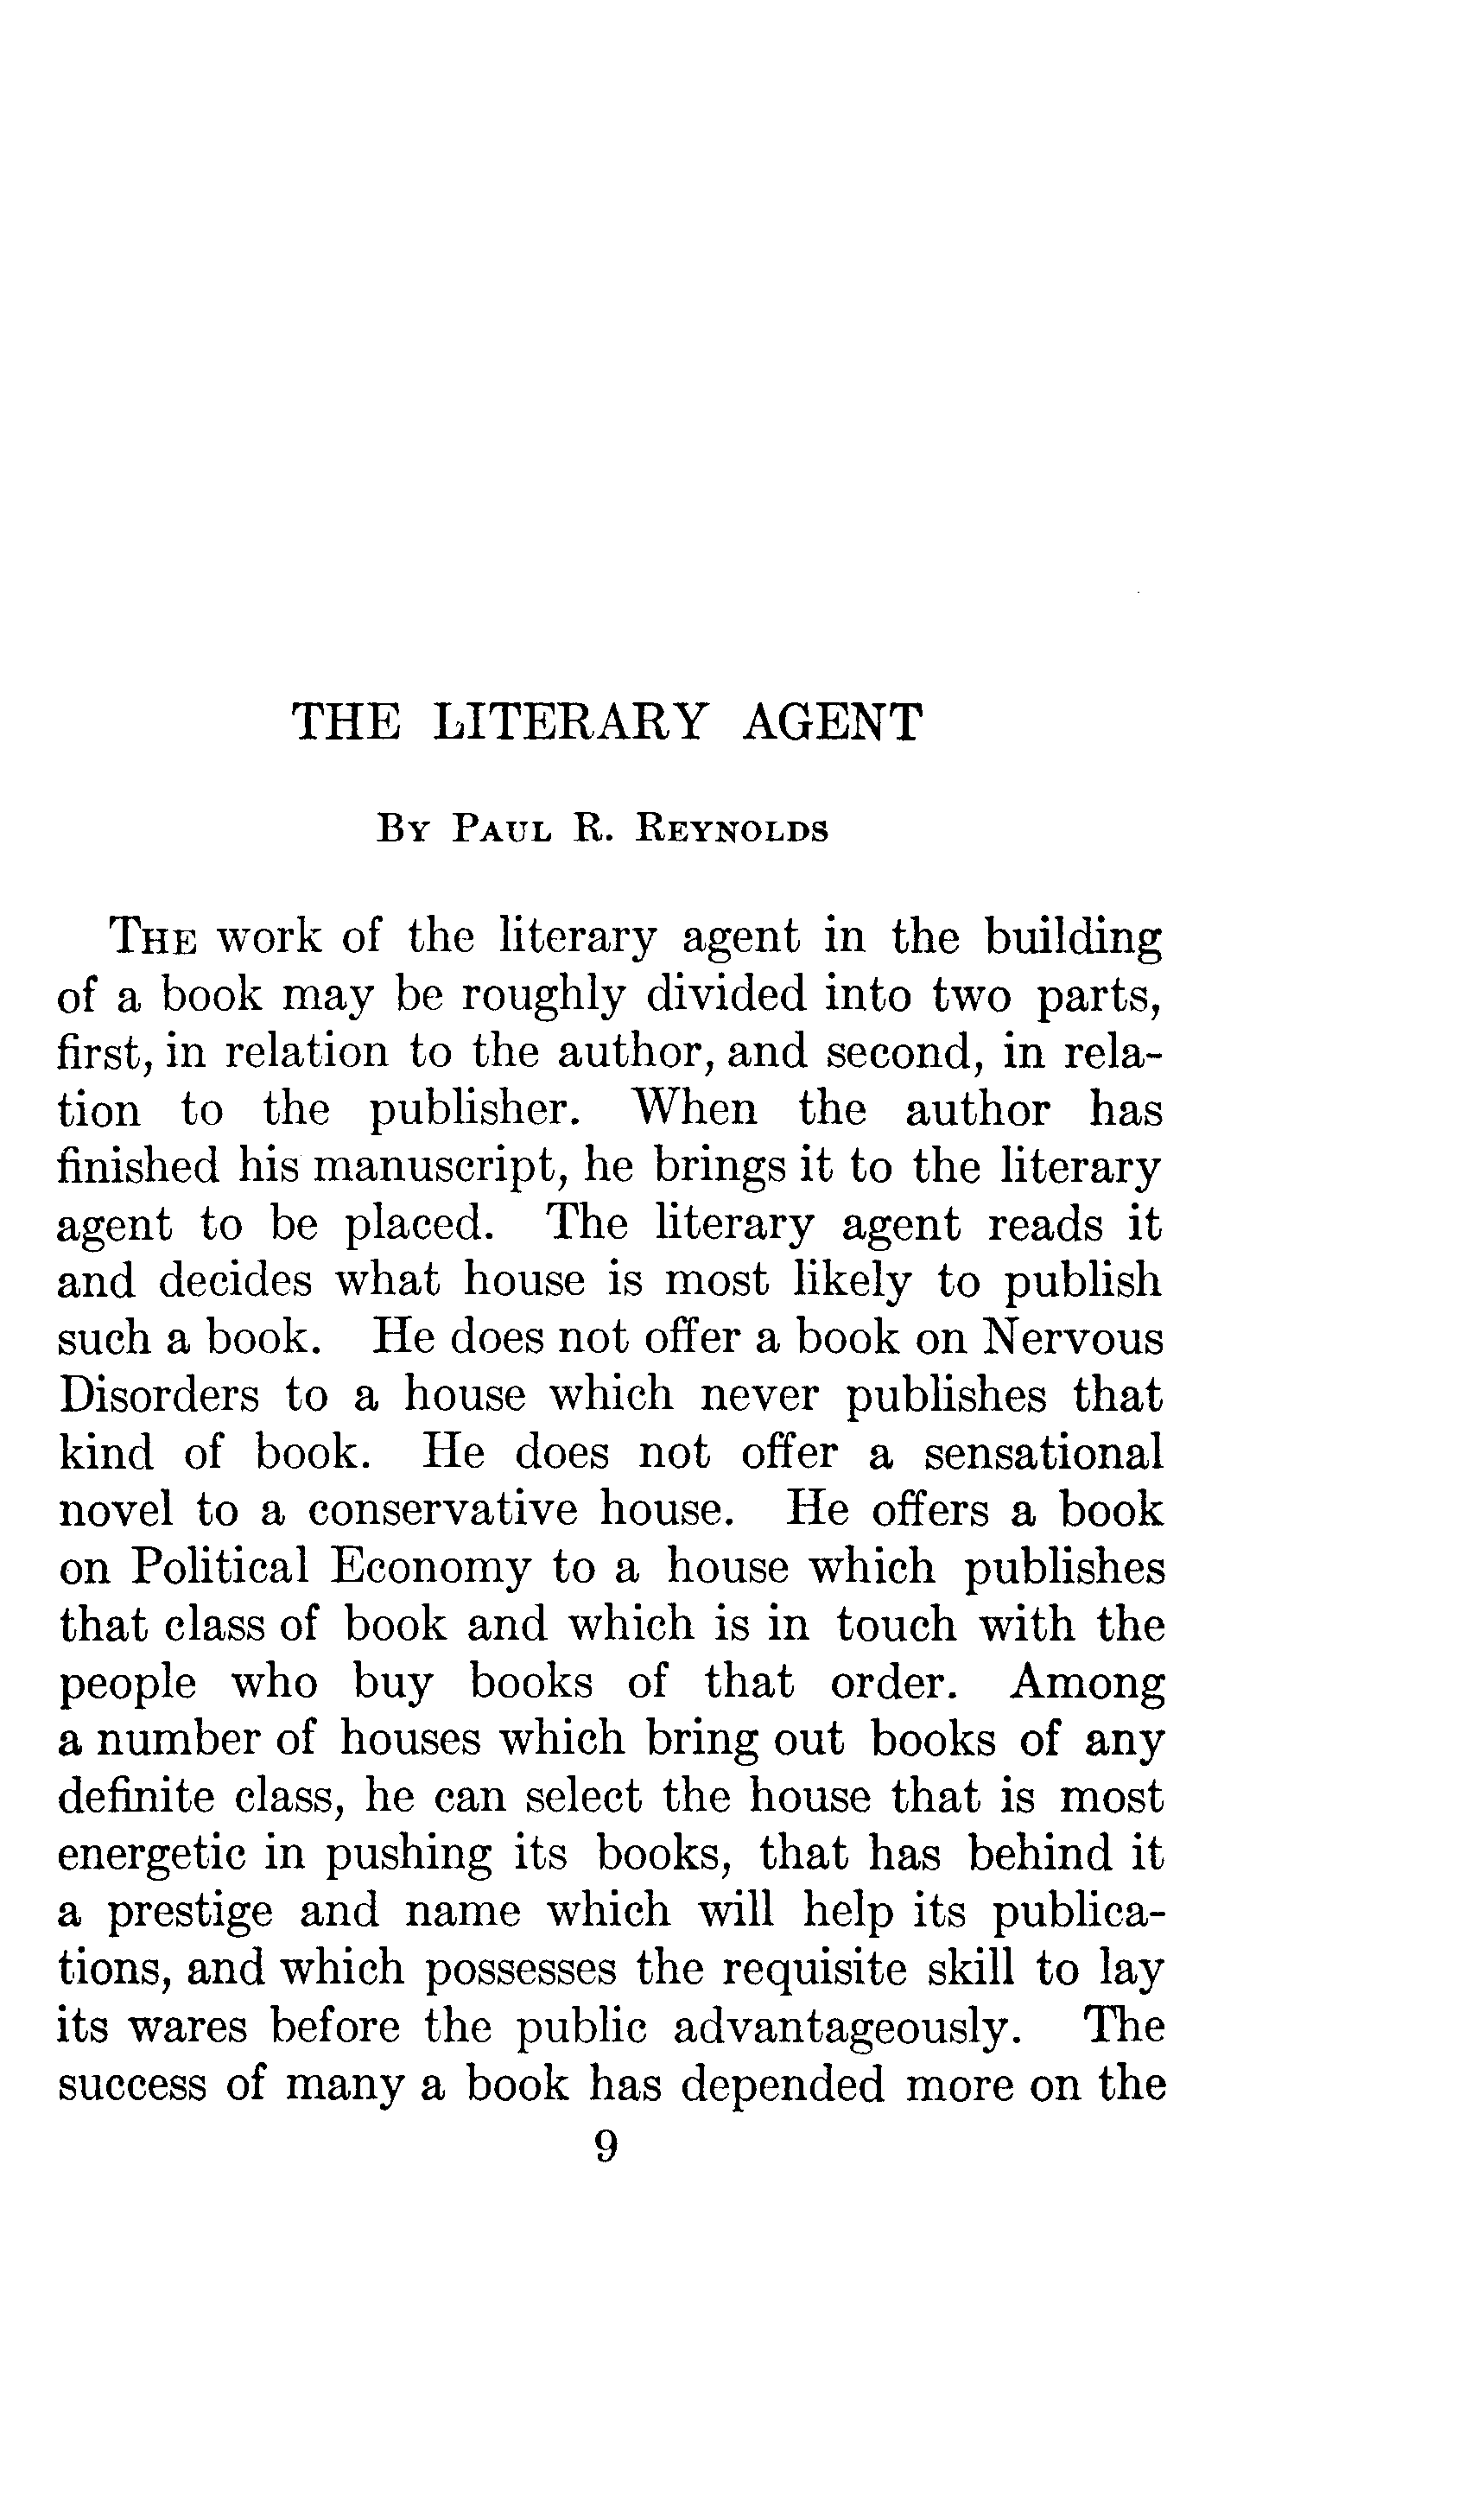 THE LITERARY AGENT
BY PAUL R. REYNOLDS
THE work of the literary agent in the building
of a book may be roughly divided into two parts,
first, in relation to the author, and second, in rela-
tion to the publisher. When the author has
finished his manuscript, he brings it to the literary
agent to be placed. The literary agent reads it
and decides what house is most likely to publish
such a book. He does not offer a book on Nervous
Disorders to a house which never publishes that
kind of book. He does not offer a sensational
novel to a conservative house. He offers a book
on Political Economy to a house which publishes
that class of book and which is in touch with the
people who buy books of that order. Among
a number of houses which bring out books of any
definite class, he can select the house that is most
energetic in pushing its books, that has behind it
a prestige and name which will help its publica-
tions, and which possesses the requisite skill to lay
its wares before the public advantageously. The
success of many a book has depended more on the
9